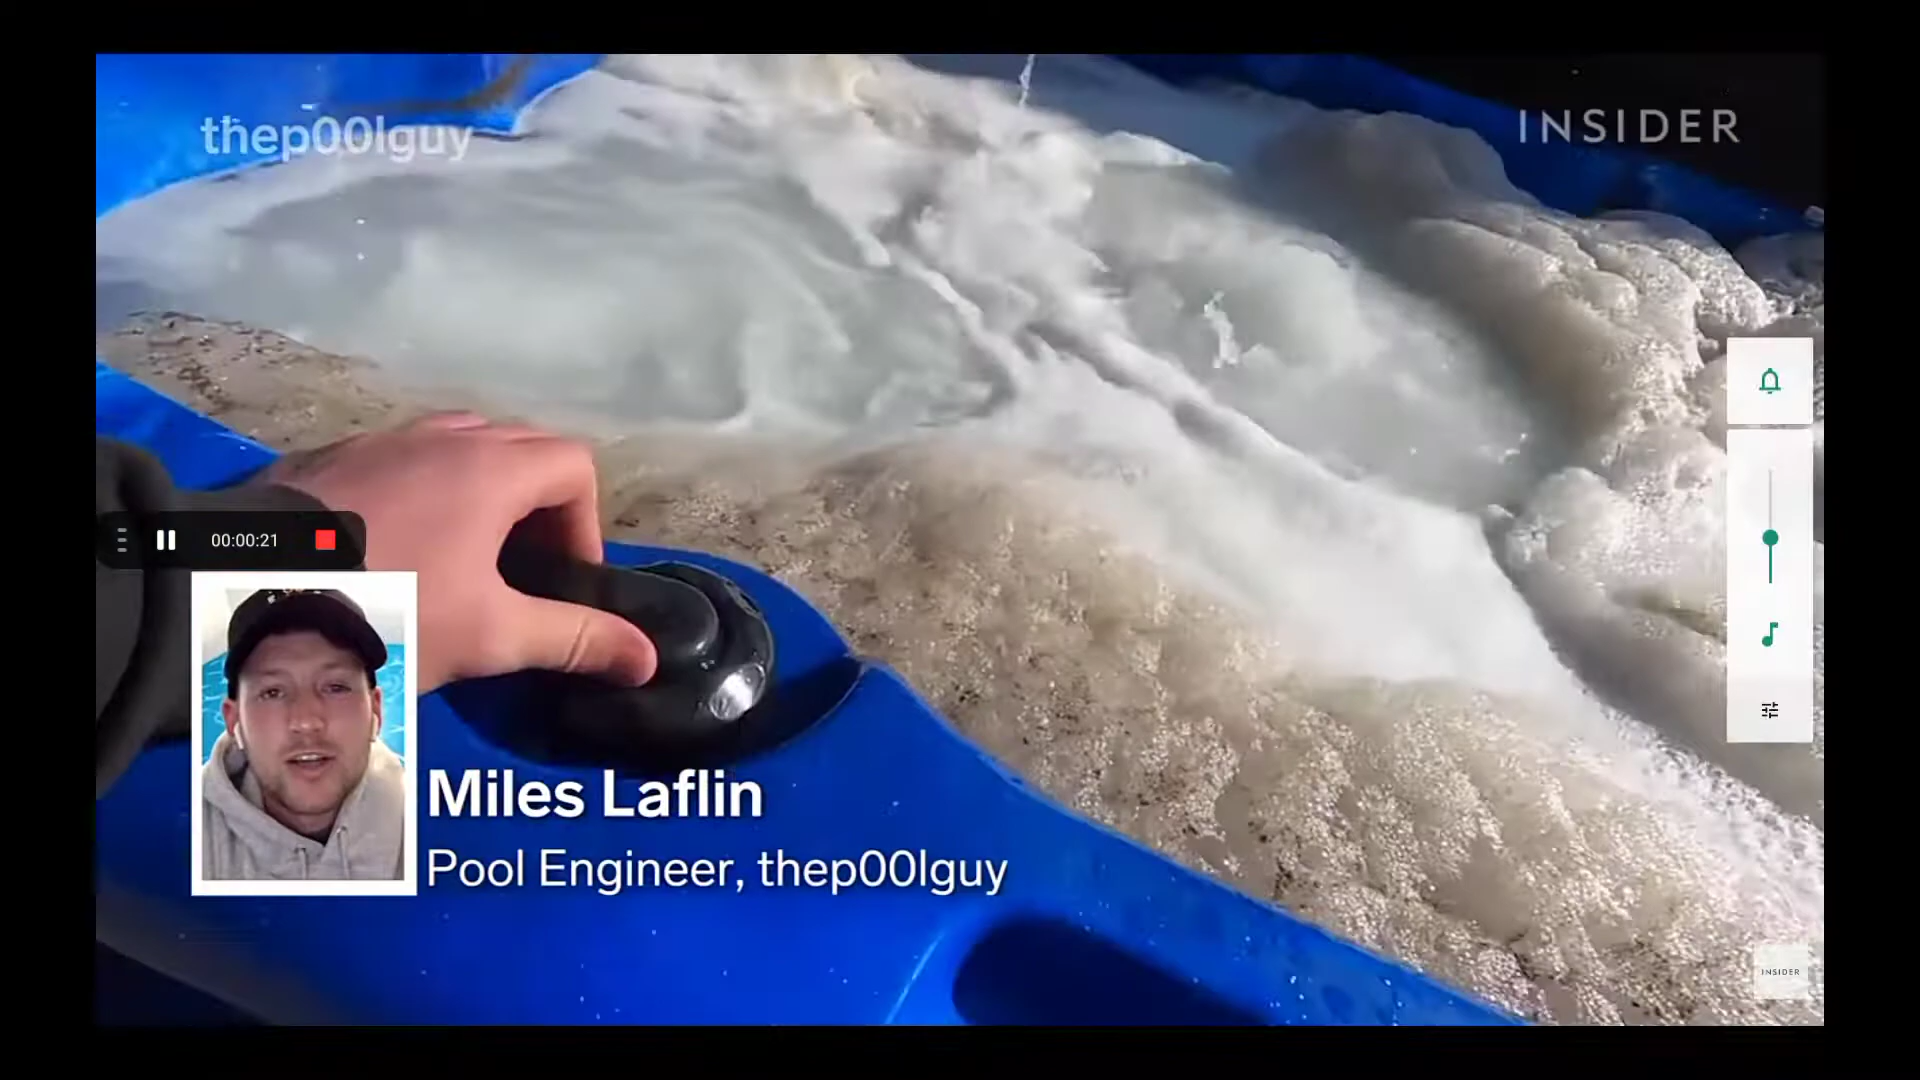 thep00lguy
INSIDER
00:00:21
Miles Laflin
Pool Engineer, thep00lguy
INSIDER